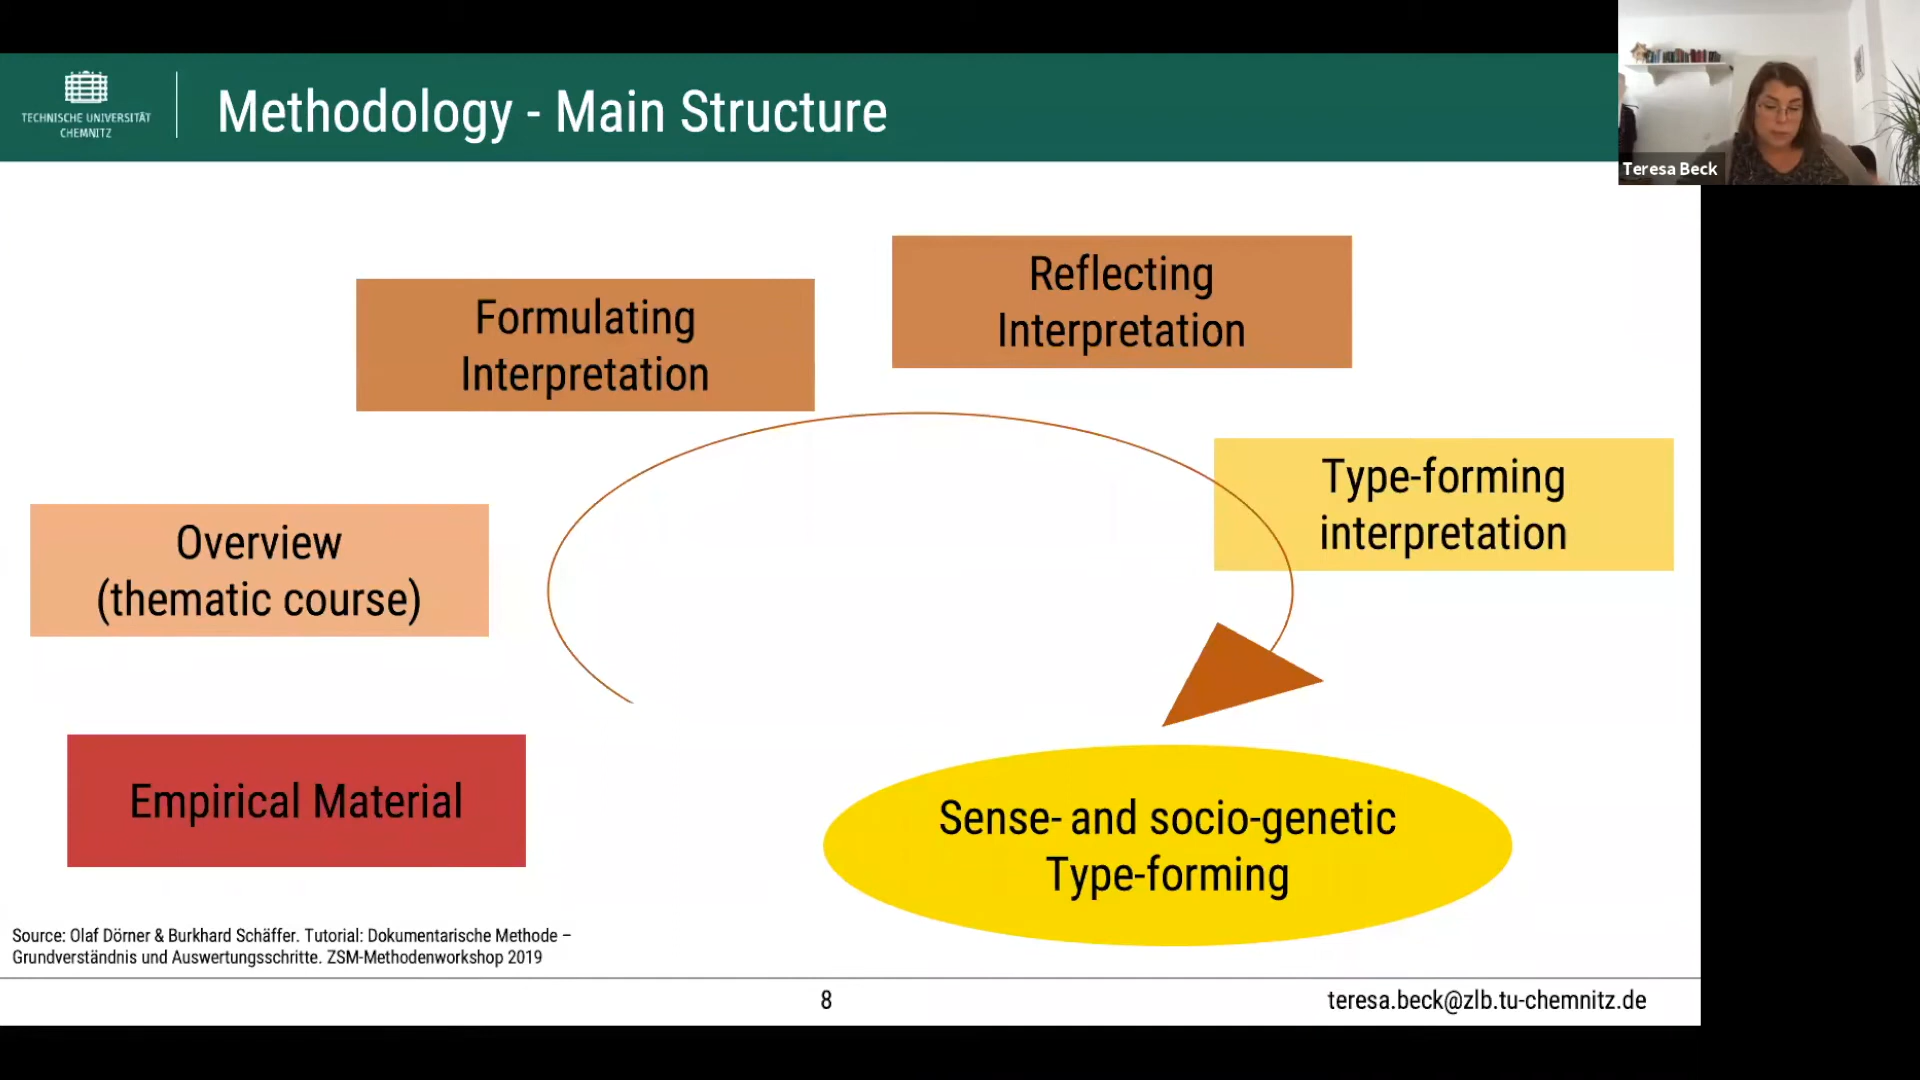 TECHNISCHE UNIVERSITÄT
CHEMNITZ
Methodology - Main Structure
Teresa Beck
Reflecting
Interpretation
Formulating
Interpretation
Type-forming
interpretation
Overview
(thematic course)
Empirical Material
Sense- and socio-genetic
Type-forming
Source: Olaf Dörner & Burkhard Schäffer. Tutorial: Dokumentarische Methode –
Grundverständnis und Auswertungsschritte. ZSM-Methodenworkshop 2019
8
teresa.beck@zlb.tu-chemnitz.de